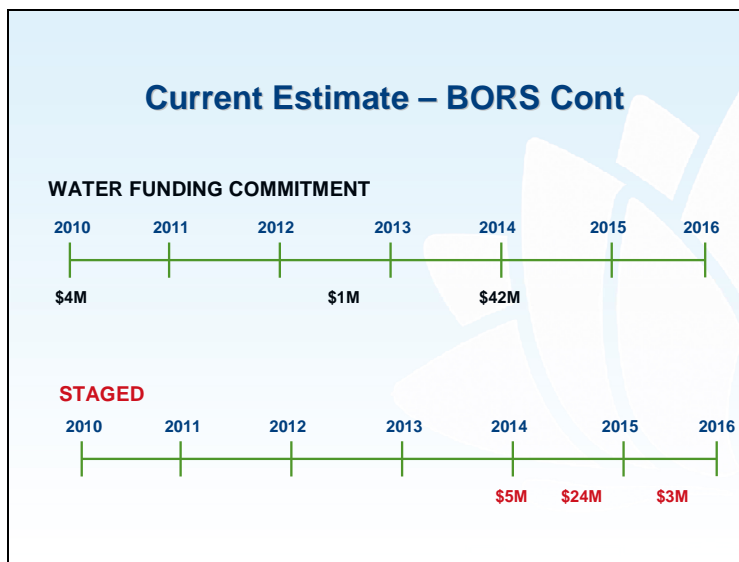 Current Estimate – BORS Cont
WATER FUNDING COMMITMENT
2010 2011 2012 2013 2014 2015 2016
$4M $1M $42M
STAGED
2010 2011 2012 2013 2014 2015 2016
$5M $24M $3M